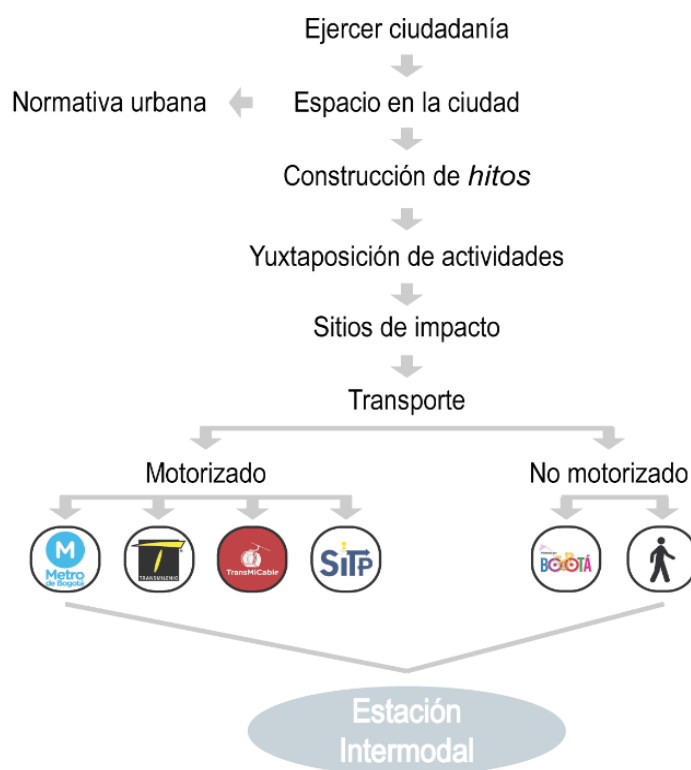 Ejercer ciudadanía
Normativa urbana
Espacio en la ciudad
Construcción de hitos
Yuxtaposición de actividades
Sitios de impacto
Transporte
Motorizado
No motorizado
M
Metro
de Bogotá
TRANSMILENIO
TransMiCable
SiTP
BOGOTÁ
Estación
Intermodal